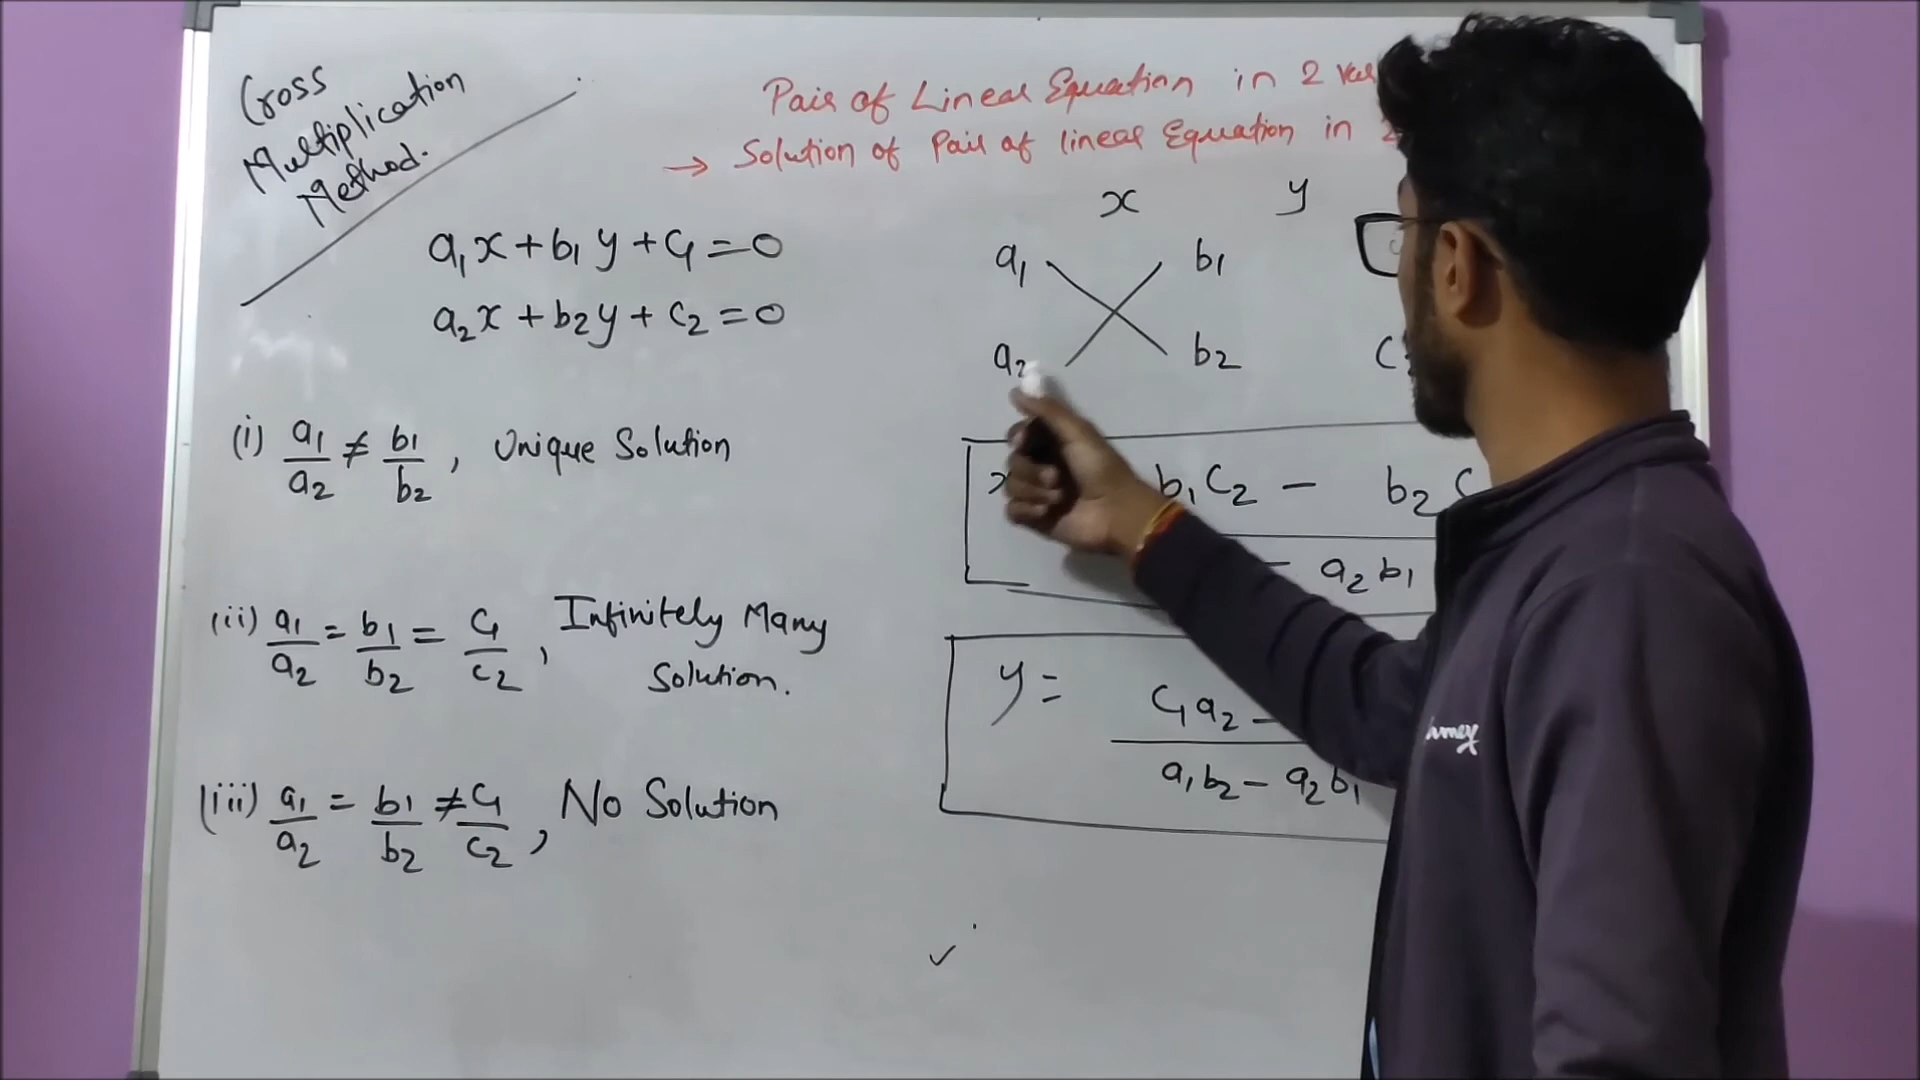 Cross
Multiplication
Method.
Pair of Linear Equation in 2
→ Solution of Pair of linear Equation in 2
a₁x + b₁y + c₁ = 0
a₂x + b₂y + c₂ = 0
(i) a₁/a₂ ≠ b₁/b₂, Unique Solution
(ii) a₁/a₂ = b₁/b₂ = c₁/c₂, Infinitely Many
Solution.
(iii) a₁/a₂ = b₁/b₂ ≠ c₁/c₂, No Solution
x y
a₁ b₁
a₂ b₂ c
x b₁c₂ - b₂c
- a₂b₁
y = c₁a₂ -
a₁b₂ - a₂b₁
✓